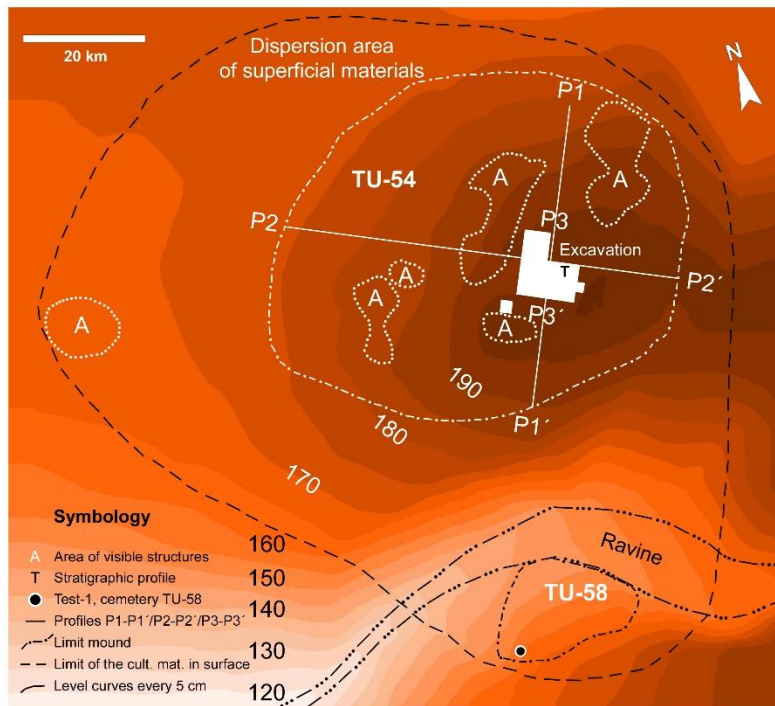 20 km
Dispersion area
of superficial materials
N
P1
A
A
TU-54
P2
P3
Excavation
T
P2´
A
A
A
P3´
A
190
P1´
180
170
Symbology
A Area of visible structures
T Stratigraphic profile
Test-1, cemetery TU-58
Profiles P1-P1´/P2-P2´/P3-P3´
Limit mound
Limit of the cult. mat. in surface
Level curves every 5 cm
160
150
140
130
120
Ravine
TU-58